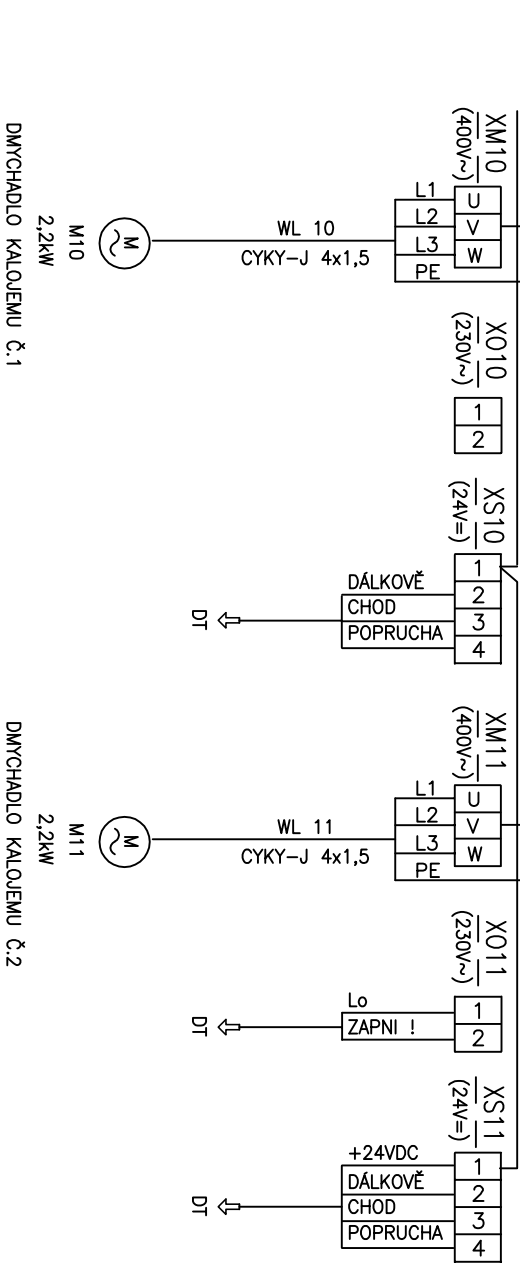 XM10
(400V~)
U
V
W
L1
L2
L3
PE
WL 10
CYKY-J 4x1,5
M
M10
2,2kW
DMYCHADLO KALOJEMU Č.1
XO10
(230V~)
1
2
XS10
(24V=)
1
2
3
4
DÁLKOVĚ
CHOD
POPRUCHA
DT
XM11
(400V~)
U
V
W
L1
L2
L3
PE
WL 11
CYKY-J 4x1,5
M
M11
2,2kW
DMYCHADLO KALOJEMU Č.2
XO11
(230V~)
1
2
Lo
ZAPNI !
DT
XS11
(24V=)
1
2
3
4
+24VDC
DÁLKOVĚ
CHOD
POPRUCHA
DT